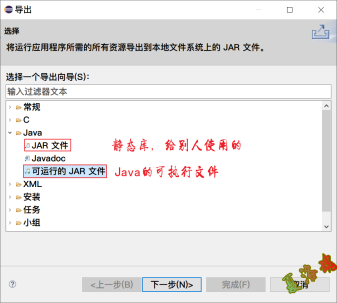 导出
选择
将运行应用程序所需的所有资源导出到本地文件系统上的 JAR 文件。
选择一个导出向导(S):
输入过滤器文本
常规
C
Java
JAR 文件 静态库，给别人使用的
Javadoc
可运行的 JAR 文件 Java的可执行文件
XML
安装
任务
小组
<上一步(B) 下一步(N)> 完成(F) 取消